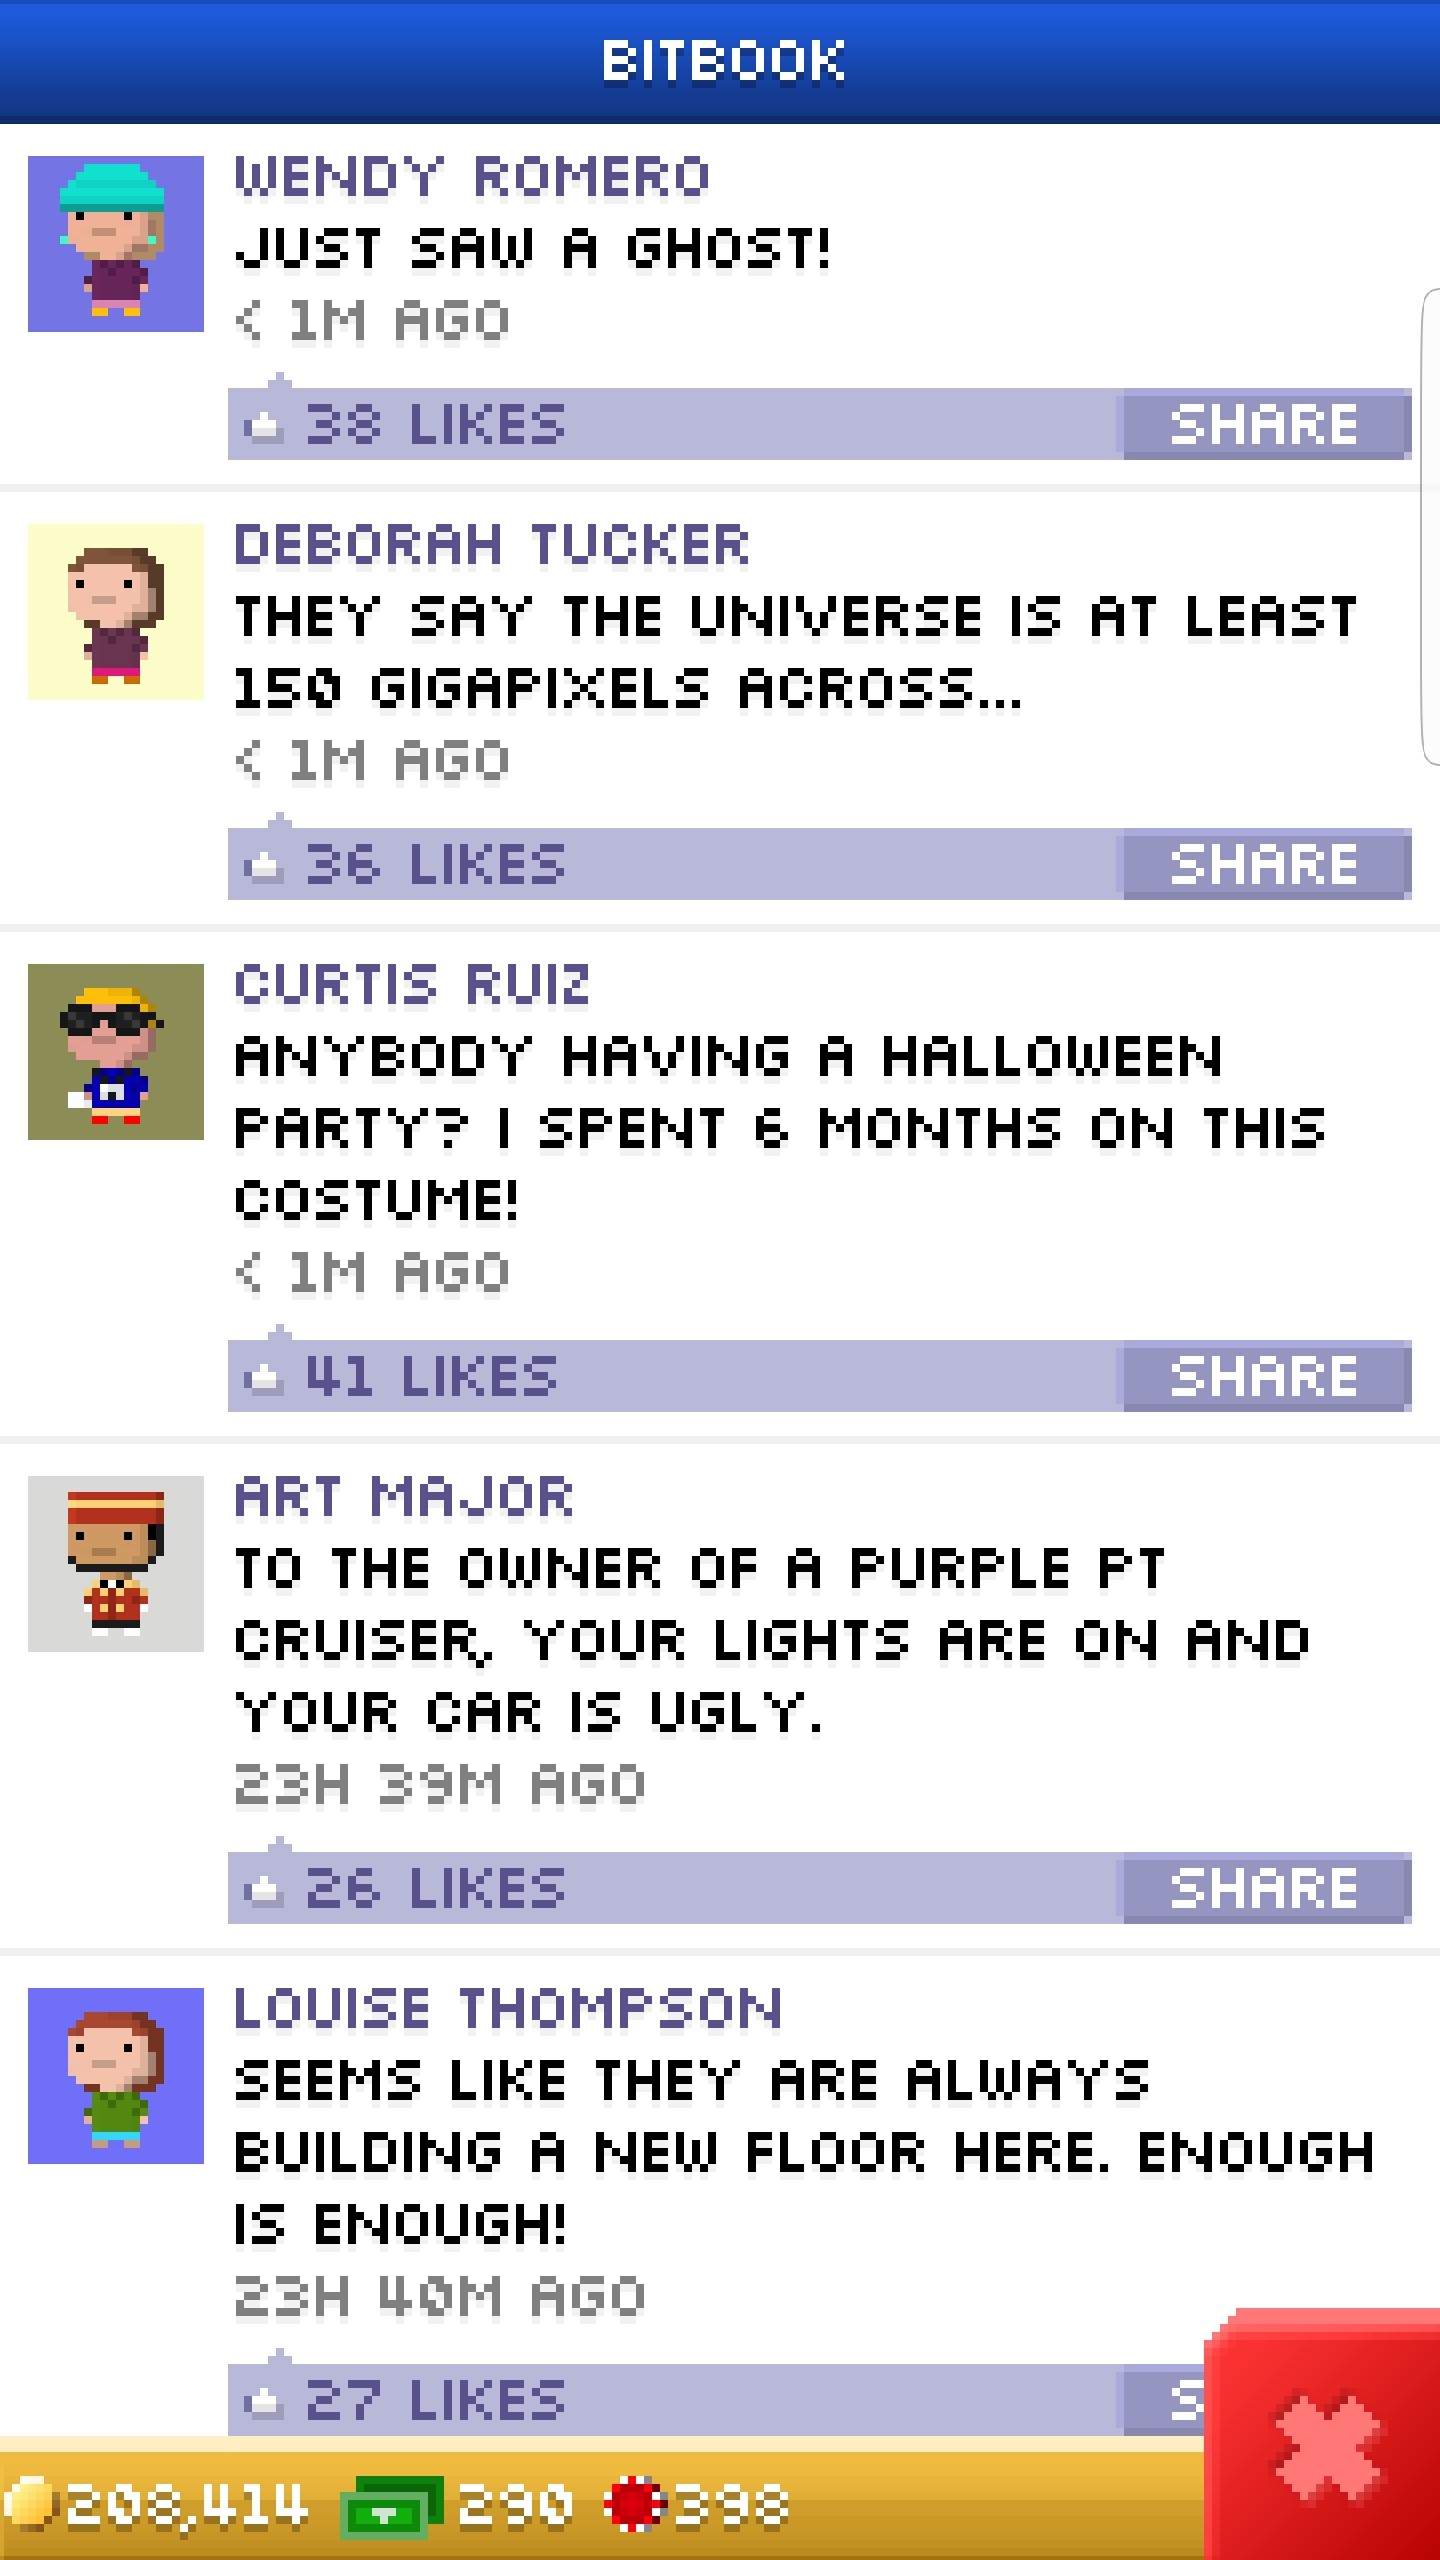 BITBOOK
WENDY ROMERO
JUST SAW A GHOST!
< 1M AGO
38 LIKES
SHARE
DEBORAH TUCKER
THEY SAY THE UNIVERSE IS AT LEAST
150 GIGAPIXELS ACROSS...
< 1M AGO
36 LIKES
SHARE
CURTIS RUIZ
ANYBODY HAVING A HALLOWEEN
PARTY? I SPENT 6 MONTHS ON THIS
COSTUME!
< 1M AGO
41 LIKES
SHARE
ART MAJOR
TO THE OWNER OF A PURPLE PT
CRUISER, YOUR LIGHTS ARE ON AND
YOUR CAR IS UGLY.
23H 39M AGO
26 LIKES
SHARE
LOUISE THOMPSON
SEEMS LIKE THEY ARE ALWAYS
BUILDING A NEW FLOOR HERE. ENOUGH
IS ENOUGH!
23H 40M AGO
27 LIKES
208,414 290 398